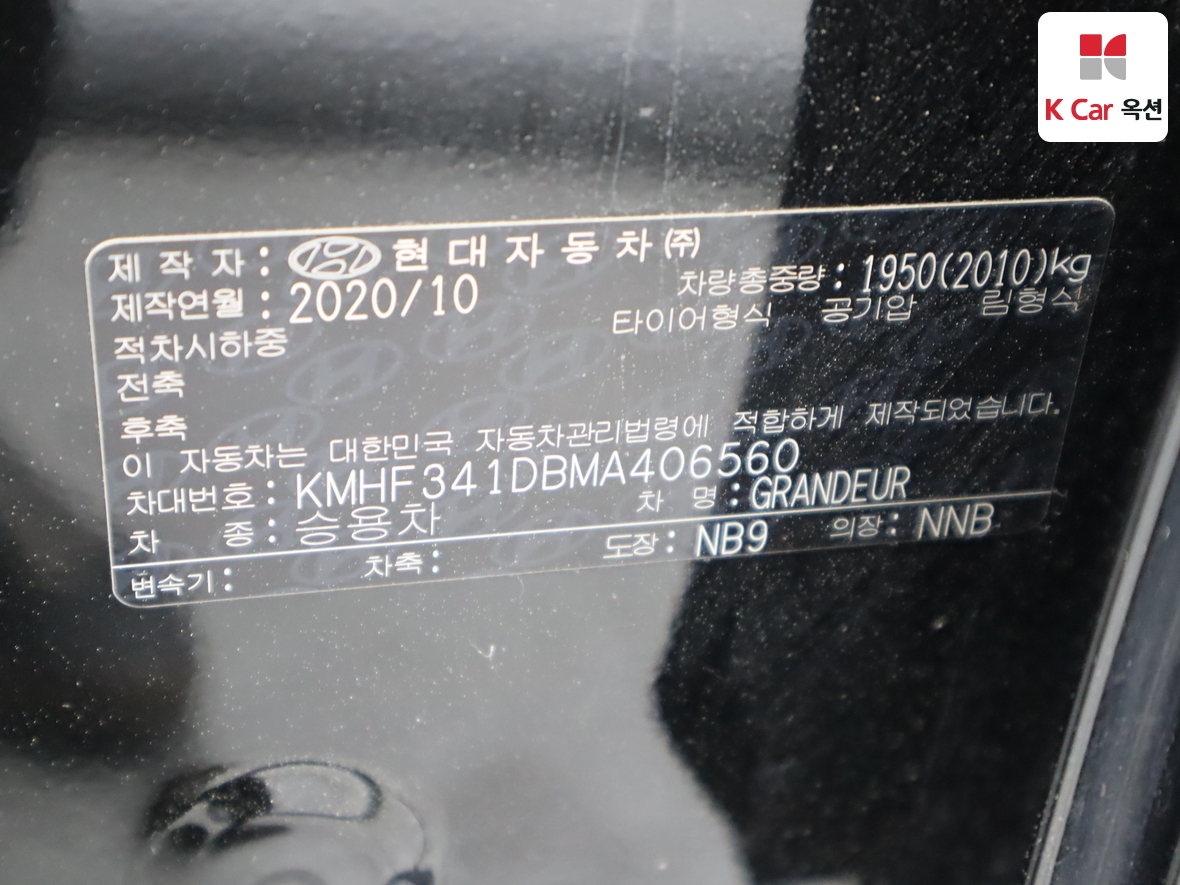 K Car 옥션
제 작 자 : 현 대 자 동 차 ㈜
제작연월 : 2020/10 차량총중량 : 1950(2010)kg
적차시하중 타이어형식 공기압 림형식
전축
후축
이 자동차는 대한민국 자동차관리법령에 적합하게 제작되었습니다.
차대번호 : KMHF341DBMA406560
차 종 : 승용차 차 명 : GRANDEUR
변속기 : 차축 : 도장 : NB9 의장 : NNB